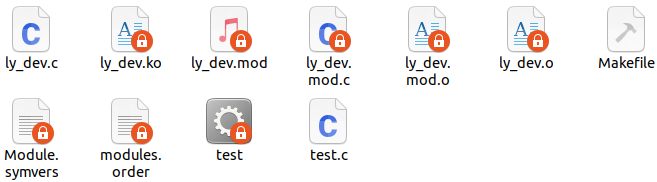 ly_dev.c
ly_dev.ko
ly_dev.mod
ly_dev.
mod.c
ly_dev.
mod.o
ly_dev.o
Makefile
Module.
symvers
modules.
order
test
test.c